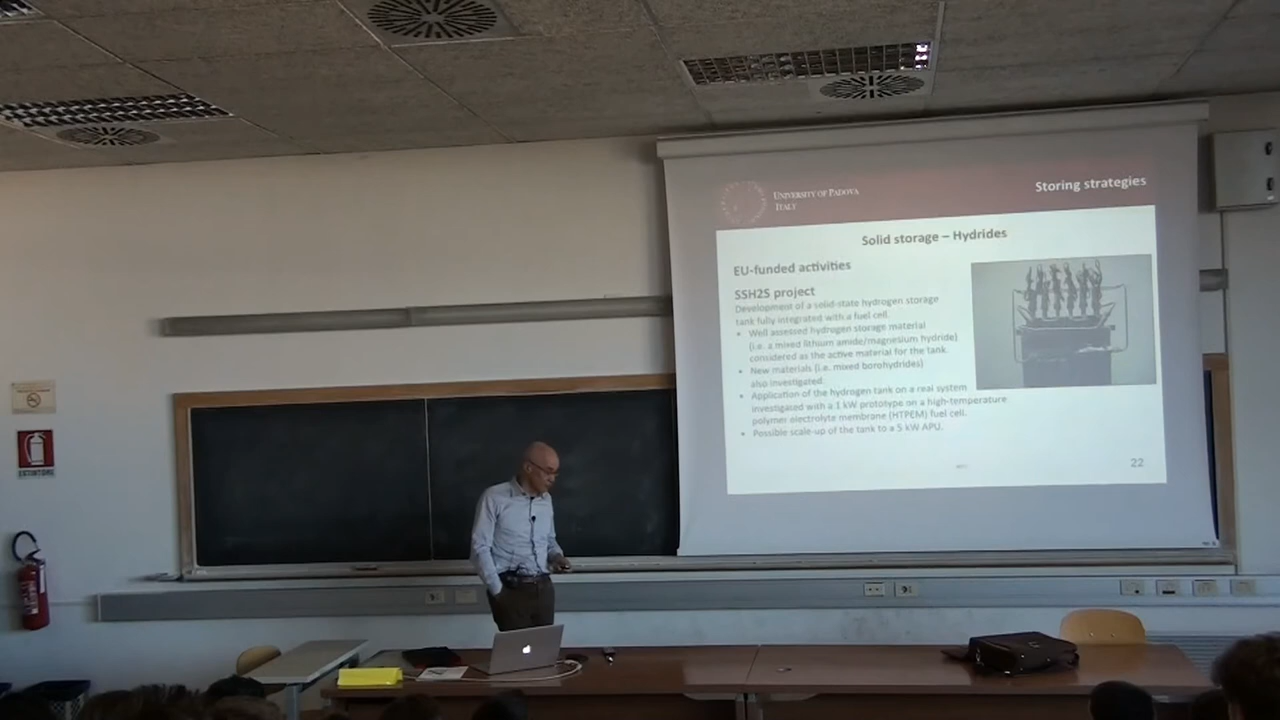 UNIVERSITY OF PADOVA
ITALY
Storing strategies
Solid storage – Hydrides
EU-funded activities
SSH2S project
Development of a solid-state hydrogen storage
tank fully integrated with a fuel cell.
• Well assessed hydrogen storage material
(i.e. a mixed lithium amide/magnesium hydride)
considered as the active material for the tank.
• New materials (i.e. mixed borohydrides)
also investigated.
• Application of the hydrogen tank on a real system
investigated with a 1 kW prototype on a high-temperature
polymer electrolyte membrane (HTPEM) fuel cell.
• Possible scale-up of the tank to a 5 kW APU.
22
ESTINTORE